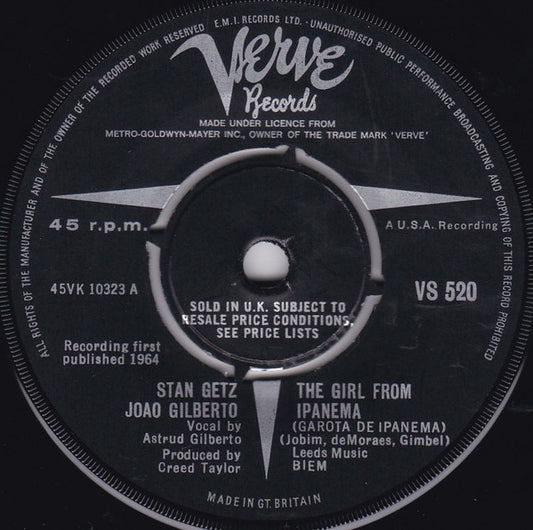 ALL RIGHTS OF THE MANUFACTURER AND OF THE OWNER OF THE RECORDED WORK RESERVED E.M.I. RECORDS LTD. - UNAUTHORISED PUBLIC PERFORMANCE BROADCASTING AND COPYING OF THIS RECORD PROHIBITED
Verve
Records
MADE UNDER LICENCE FROM
METRO-GOLDWYN-MAYER INC., OWNER OF THE TRADE MARK 'VERVE'
45 r.p.m.
A U.S.A. Recording
45VK 10323 A
VS 520
SOLD IN U.K. SUBJECT TO
RESALE PRICE CONDITIONS,
SEE PRICE LISTS
Recording first
published 1964
STAN GETZ
JOAO GILBERTO
Vocal by
Astrud Gilberto
Produced by
Creed Taylor
THE GIRL FROM
IPANEMA
(GAROTA DE IPANEMA)
(Jobim, deMoraes, Gimbel)
Leeds Music
BIEM
MADE IN GT. BRITAIN